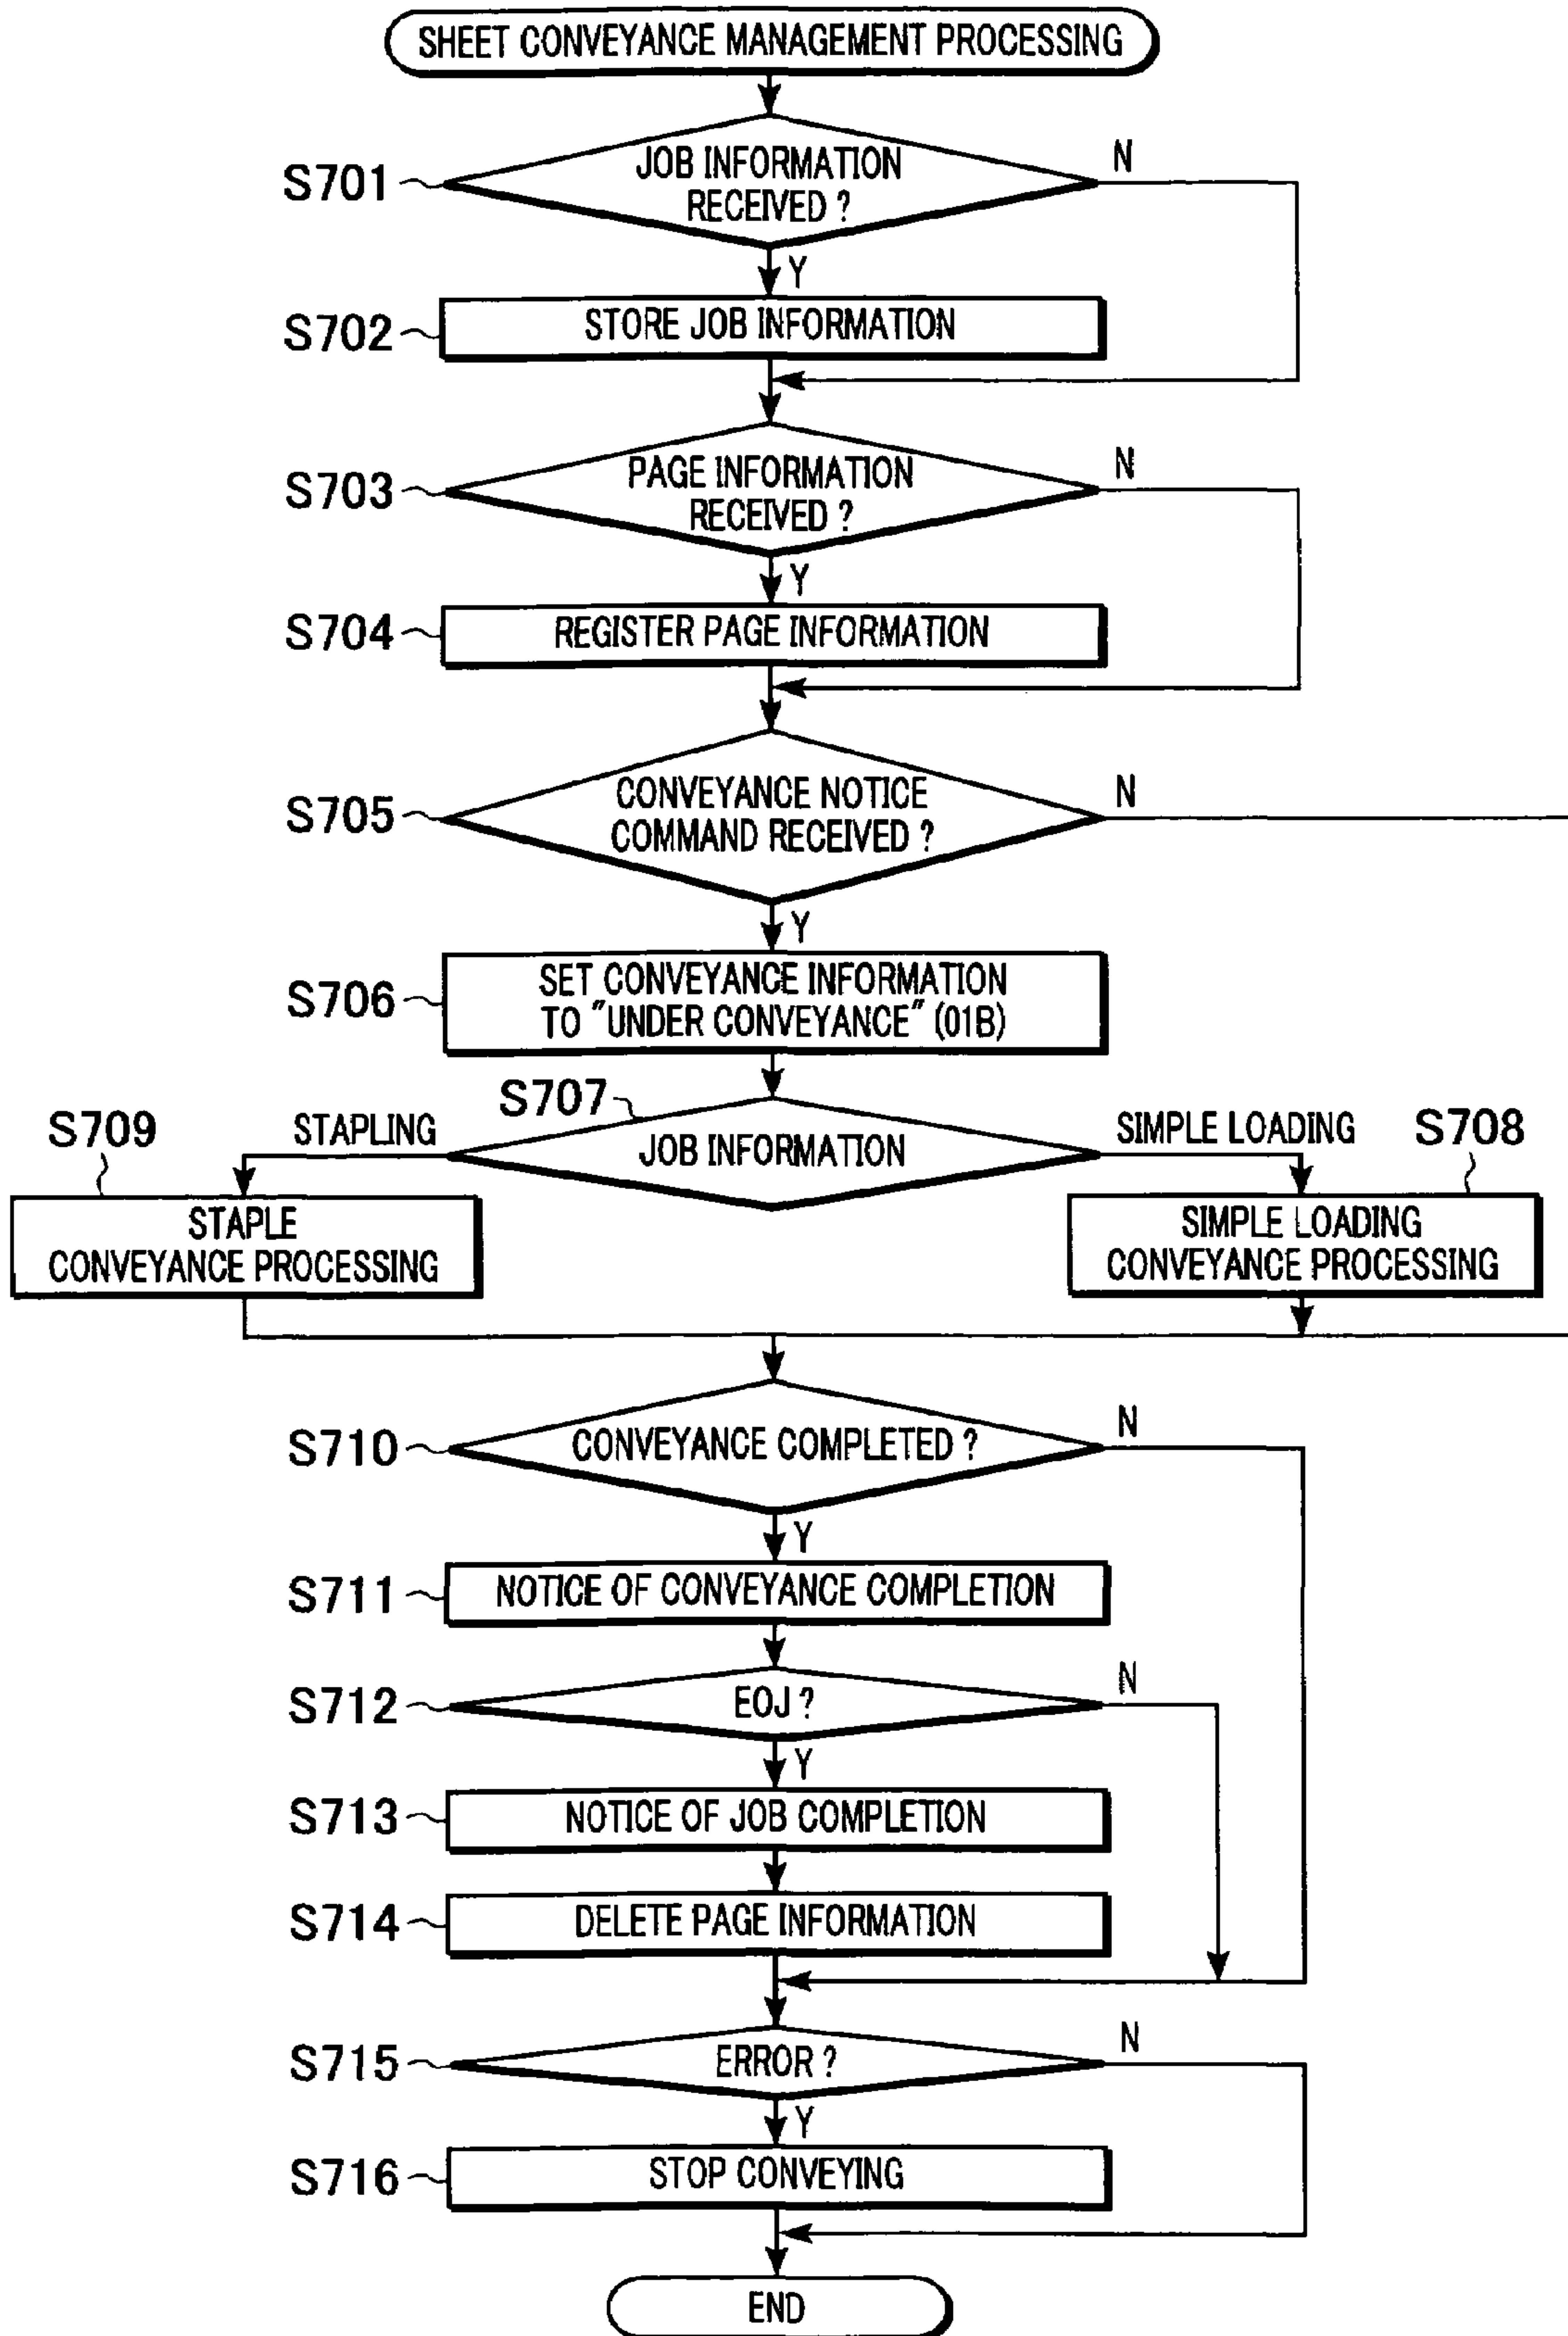 SHEET CONVEYANCE MANAGEMENT PROCESSING
S701
JOB INFORMATION
RECEIVED ?
N
Y
S702
STORE JOB INFORMATION
S703
PAGE INFORMATION
RECEIVED ?
N
Y
S704
REGISTER PAGE INFORMATION
S705
CONVEYANCE NOTICE
COMMAND RECEIVED ?
N
Y
S706
SET CONVEYANCE INFORMATION
TO "UNDER CONVEYANCE" (01B)
S707
JOB INFORMATION
STAPLING
SIMPLE LOADING
S709
STAPLE
CONVEYANCE PROCESSING
S708
SIMPLE LOADING
CONVEYANCE PROCESSING
S710
CONVEYANCE COMPLETED ?
N
Y
S711
NOTICE OF CONVEYANCE COMPLETION
S712
EOJ ?
N
Y
S713
NOTICE OF JOB COMPLETION
S714
DELETE PAGE INFORMATION
S715
ERROR ?
N
Y
S716
STOP CONVEYING
END